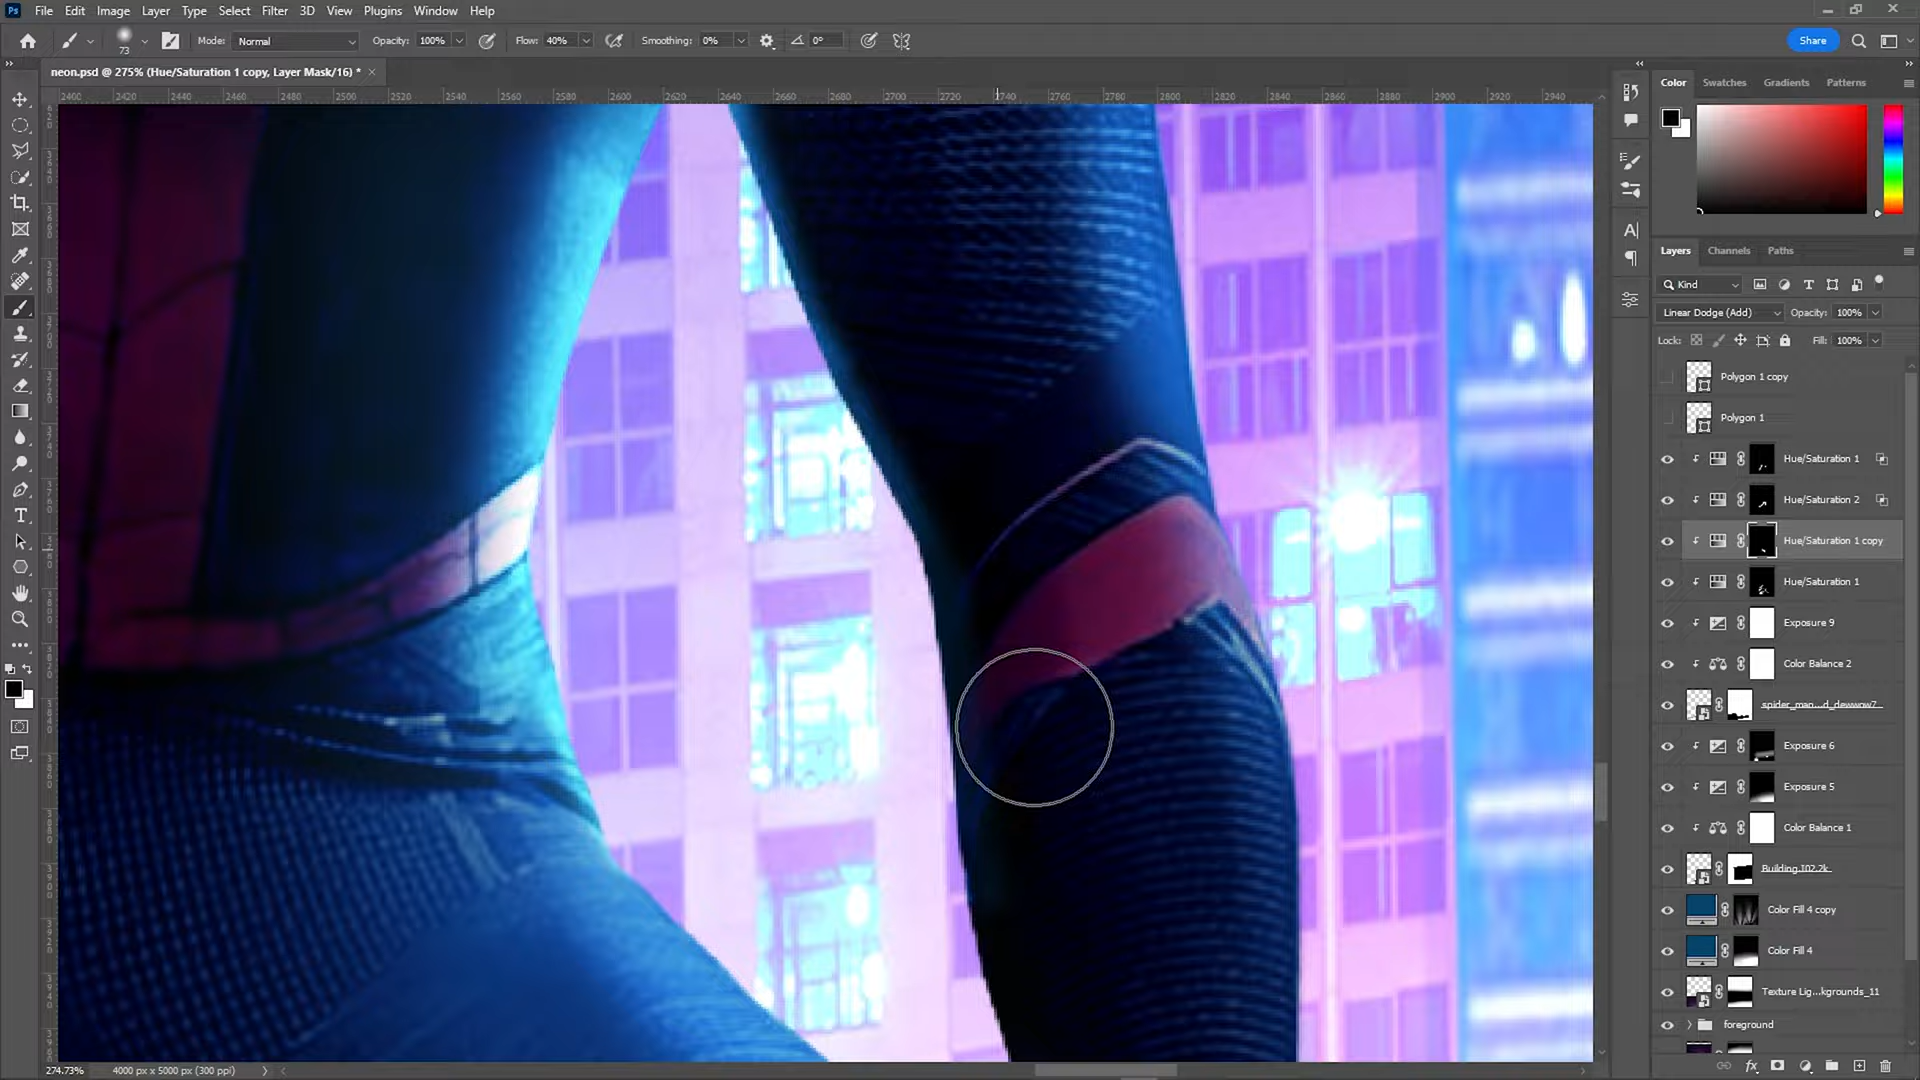 Ps File Edit Image Layer Type Select Filter 3D View Plugins Window Help
73 Mode: Normal Opacity: 100% Flow: 40% Smoothing: 0% 0° Share
neon.psd @ 275% (Hue/Saturation 1 copy, Layer Mask/16) * ×
2400 2420 2440 2460 2480 2500 2520 2540 2560 2580 2600 2620 2640 2660 2680 2700 2720 2740 2760 2780 2800 2820 2840 2860 2880 2900 2920 2940
Color Swatches Gradients Patterns
Layers Channels Paths
Kind
Linear Dodge (Add) Opacity: 100%
Lock: Fill: 100%
Polygon 1 copy
Polygon 1
Hue/Saturation 1
Hue/Saturation 2
Hue/Saturation 1 copy
Hue/Saturation 1
Exposure 9
Color Balance 2
spider_man...d_dewwow7...
Exposure 6
Exposure 5
Color Balance 1
Building.102.2k
Color Fill 4 copy
Color Fill 4
Texture Lig...kgrounds_11
foreground
274.73% 4000 px x 5000 px (300 ppi)